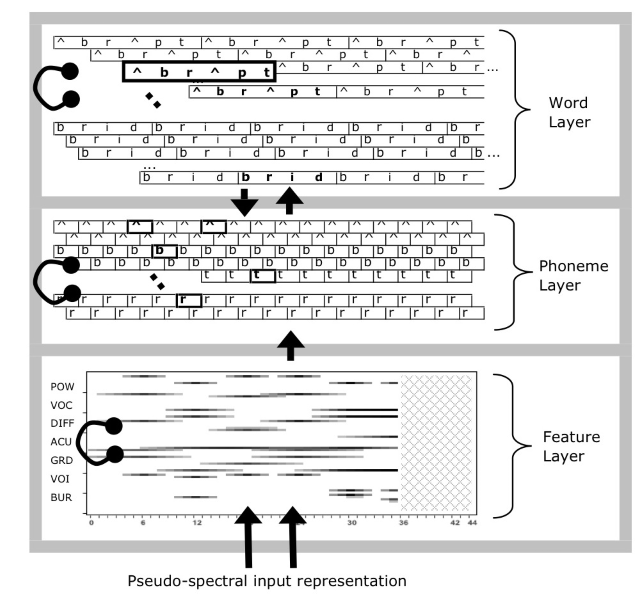 ^ b r ^ p t ^ b r ^ p t ^ b r ^ p t
^ b r ^ p t ^ b r ^ p t ^ b r ^
^ b r ^ p t ^ b r ^ p t ^ b r ...
^ b r ^ p t ^ b r ^ p t
b r i d b r i d b r i d b r i d b r
b r i d b r i d b r i d b r i d b
b r i d b r i d b r i d b r i d b ...
...
b r i d b r i d b r i d b r
Word
Layer
^ ^ ^ ^ ^ ^ ^ ^ ^ ^ ^ ^ ^ ^ ^ ^ ^
^ ^ ^ ^ ^ ^ ^ ^ ^ ^ ^ ^ ^ ^ ^ ^ ^
b b b b b b b b b b b b b b b b b
b b b b b b b b b b b b b b b b b
t t t t t t t t t t t
r r r r r r r r r r r r r r r r r
r r r r r r r r r r r r r r r r r
Phoneme
Layer
POW
VOC
DIFF
ACU
GRD
VOI
BUR
Feature
Layer
0 6 12 30 36 42 44
Pseudo-spectral input representation